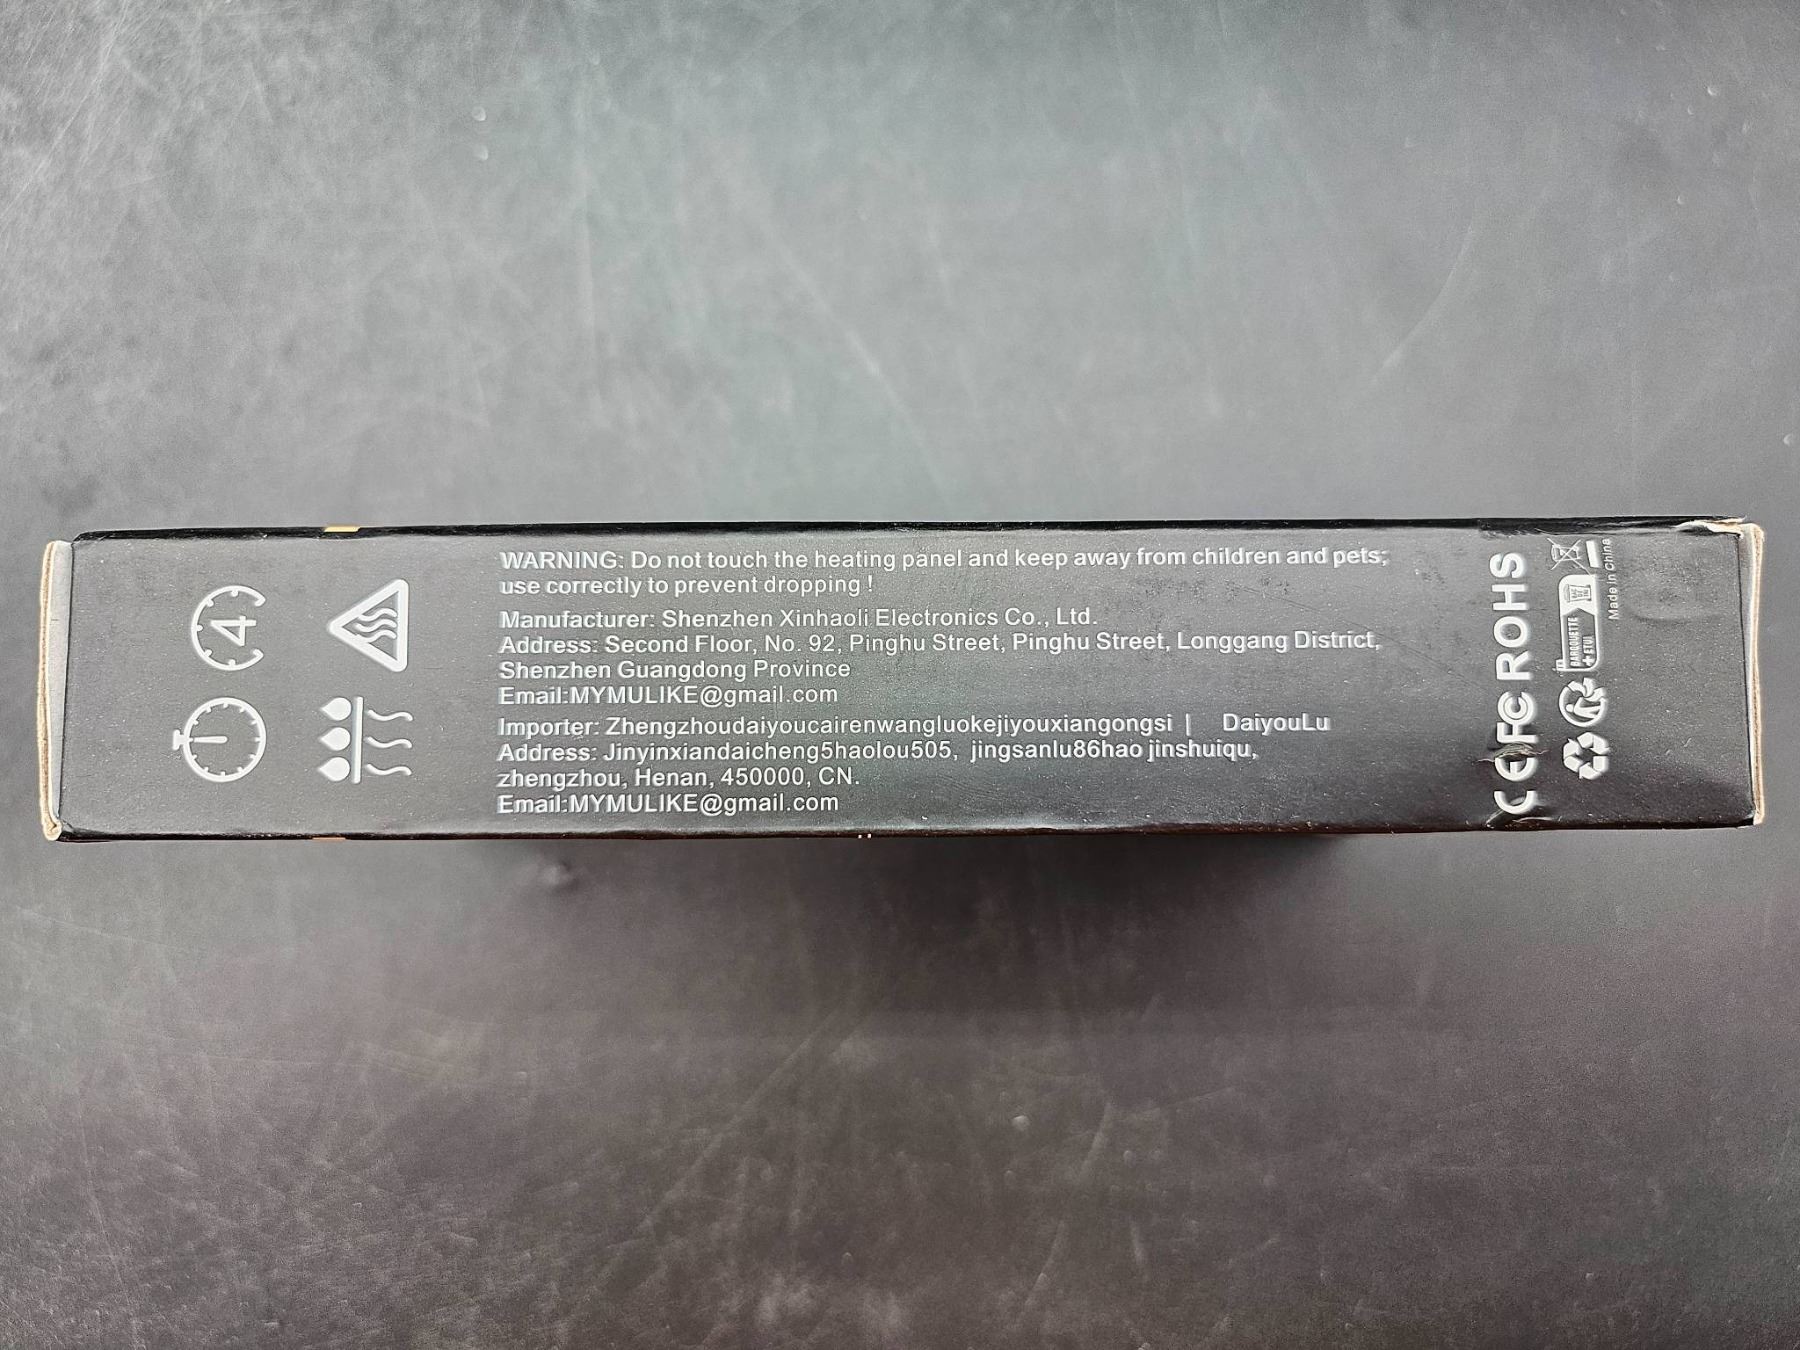 4
WARNING: Do not touch the heating panel and keep away from children and pets;
use correctly to prevent dropping !
Manufacturer: Shenzhen Xinhaoli Electronics Co., Ltd.
Address: Second Floor, No. 92, Pinghu Street, Pinghu Street, Longgang District,
Shenzhen Guangdong Province
Email:MYMULIKE@gmail.com
Importer: Zhengzhoudaiyoucairenwangluokejiyouxiangongsi | DaiyouLu
Address: Jinyinxiandaicheng5haolou505, jingsanlu86hao jinshuiqu,
zhengzhou, Henan, 450000, CN.
Email:MYMULIKE@gmail.com
CE FC ROHS
BARQUETTE
+ ETUI
Made in China